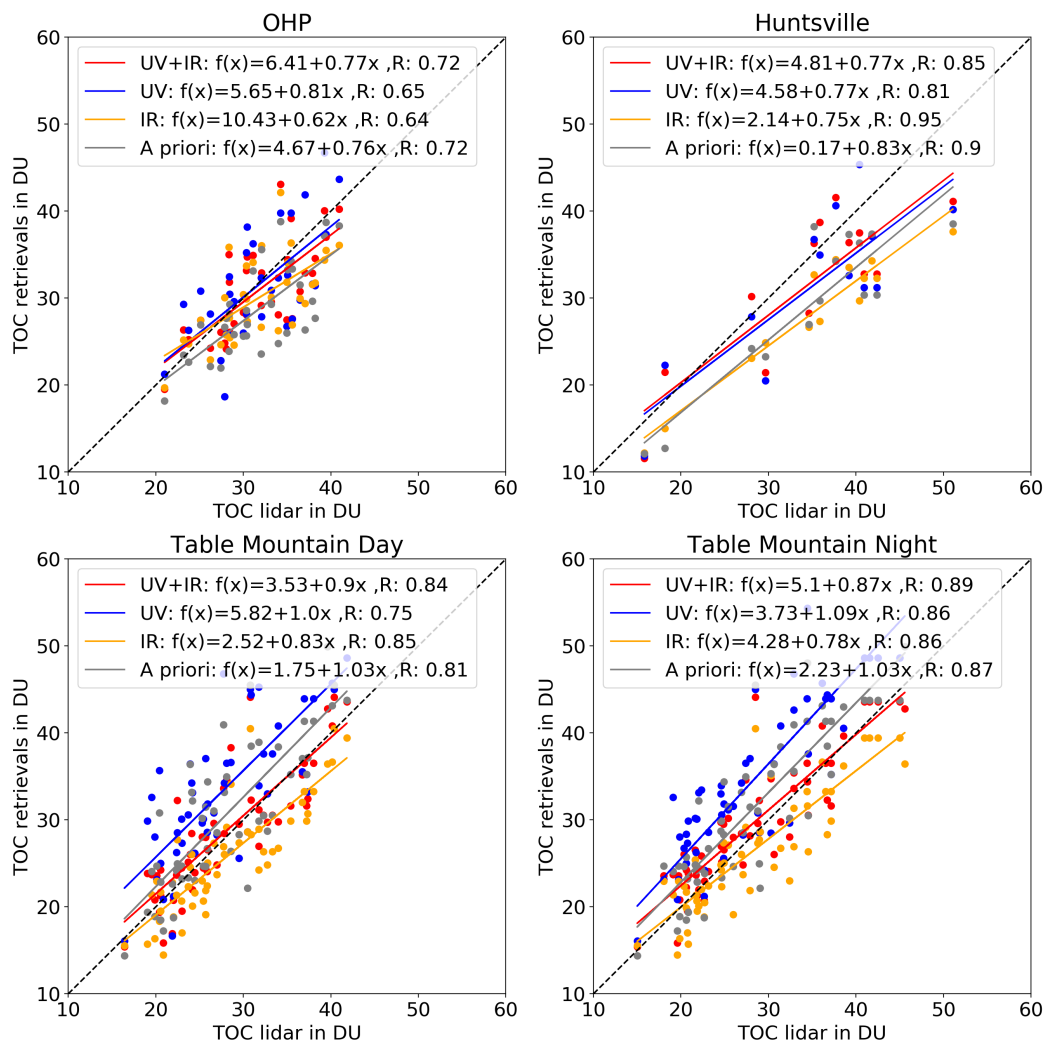 OHP
60
50
40
30
20
10
10 20 30 40 50 60
TOC retrievals in DU
TOC lidar in DU
UV+IR: f(x)=6.41+0.77x ,R: 0.72
UV: f(x)=5.65+0.81x ,R: 0.65
IR: f(x)=10.43+0.62x ,R: 0.64
A priori: f(x)=4.67+0.76x ,R: 0.72
Huntsville
60
50
40
30
20
10
10 20 30 40 50 60
TOC retrievals in DU
TOC lidar in DU
UV+IR: f(x)=4.81+0.77x ,R: 0.85
UV: f(x)=4.58+0.77x ,R: 0.81
IR: f(x)=2.14+0.75x ,R: 0.95
A priori: f(x)=0.17+0.83x ,R: 0.9
Table Mountain Day
60
50
40
30
20
10
10 20 30 40 50 60
TOC retrievals in DU
TOC lidar in DU
UV+IR: f(x)=3.53+0.9x ,R: 0.84
UV: f(x)=5.82+1.0x ,R: 0.75
IR: f(x)=2.52+0.83x ,R: 0.85
A priori: f(x)=1.75+1.03x ,R: 0.81
Table Mountain Night
60
50
40
30
20
10
10 20 30 40 50 60
TOC retrievals in DU
TOC lidar in DU
UV+IR: f(x)=5.1+0.87x ,R: 0.89
UV: f(x)=3.73+1.09x ,R: 0.86
IR: f(x)=4.28+0.78x ,R: 0.86
A priori: f(x)=2.23+1.03x ,R: 0.87